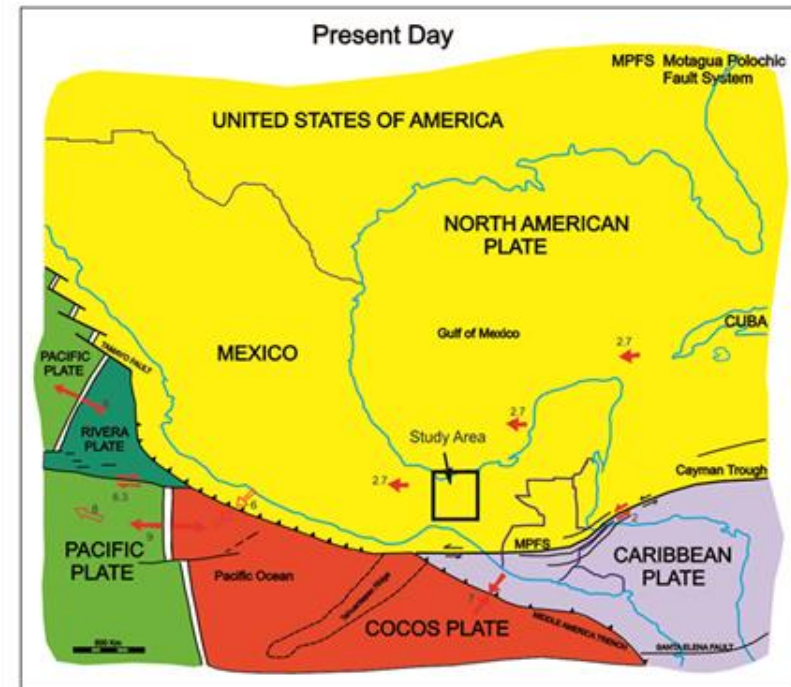 Present Day
MPFS Motagua Polochic
Fault System
UNITED STATES OF AMERICA
NORTH AMERICAN
PLATE
Gulf of Mexico
CUBA
MEXICO
2.7
TAMAYO FAULT
PACIFIC
PLATE
RIVERA
PLATE
2.7
Study Area
2.7
Cayman Trough
6.3
6
8
9
2
PACIFIC
PLATE
MPFS
CARIBBEAN
PLATE
Pacific Ocean
7
COCOS PLATE
MIDDLE AMERICA TRENCH
SANTA ELENA FAULT